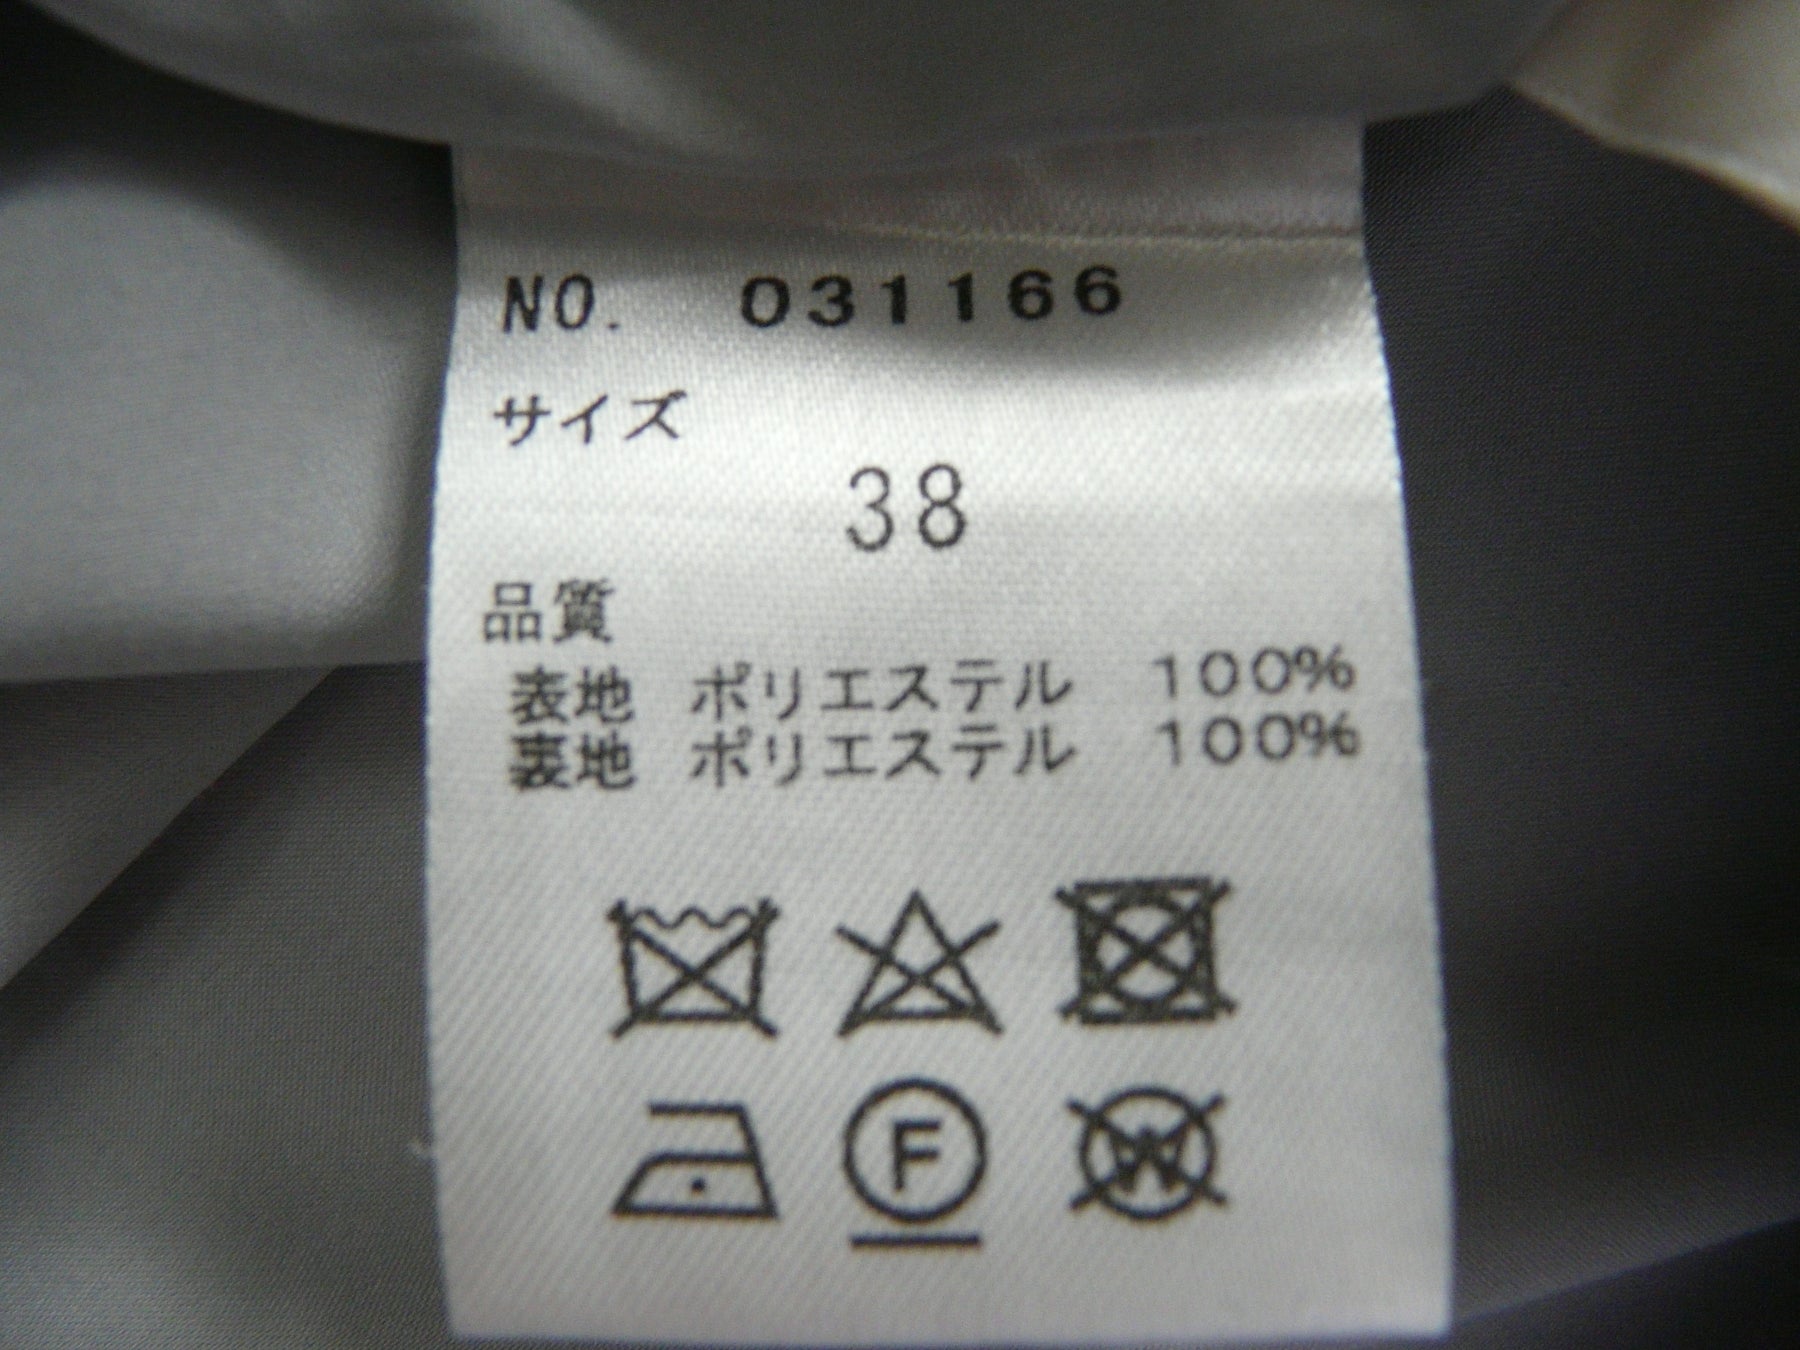 NO. 031166
サイズ
38
品質
表地 ポリエステル 100%
裏地 ポリエステル 100%
F
W